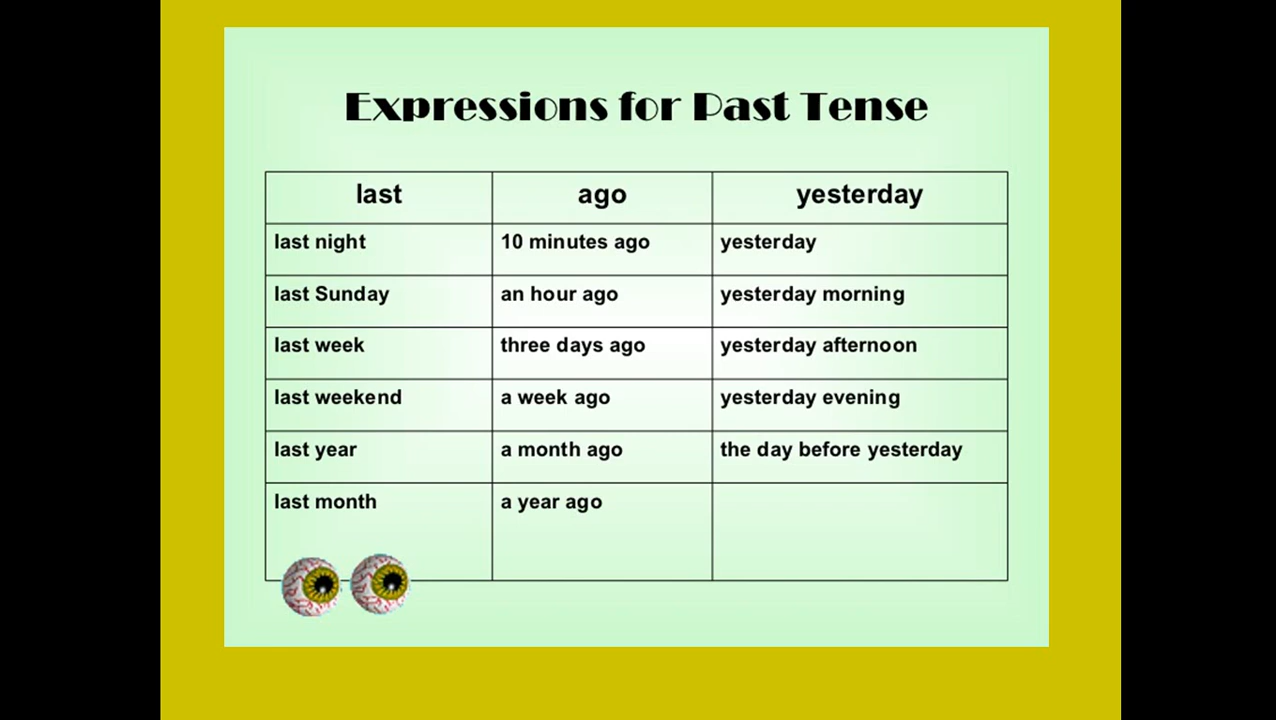 Expressions for Past Tense
last ago yesterday
last night 10 minutes ago yesterday
last Sunday an hour ago yesterday morning
last week three days ago yesterday afternoon
last weekend a week ago yesterday evening
last year a month ago the day before yesterday
last month a year ago